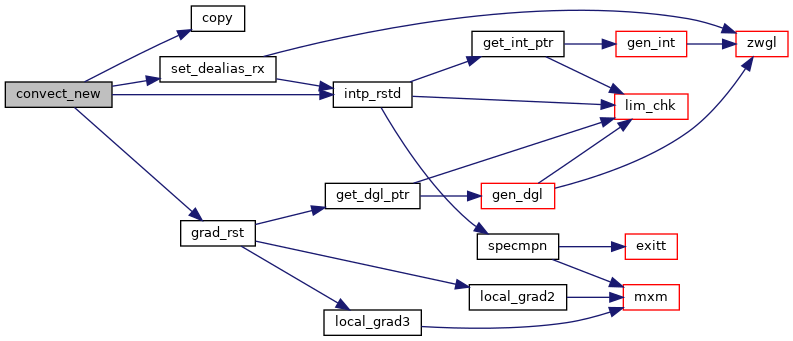 copy
set_dealias_rx
get_int_ptr
gen_int
zwgl
convect_new
intp_rstd
lim_chk
get_dgl_ptr
gen_dgl
grad_rst
specmpn
exitt
local_grad2
mxm
local_grad3